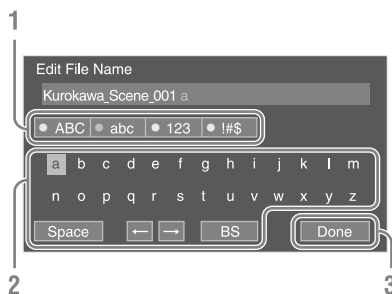 1
Edit File Name
Kurokawa_Scene_001 a
ABC abc 123 !#$
a b c d e f g h i j k l m
n o p q r s t u v w x y z
Space ← → BS Done
2 3